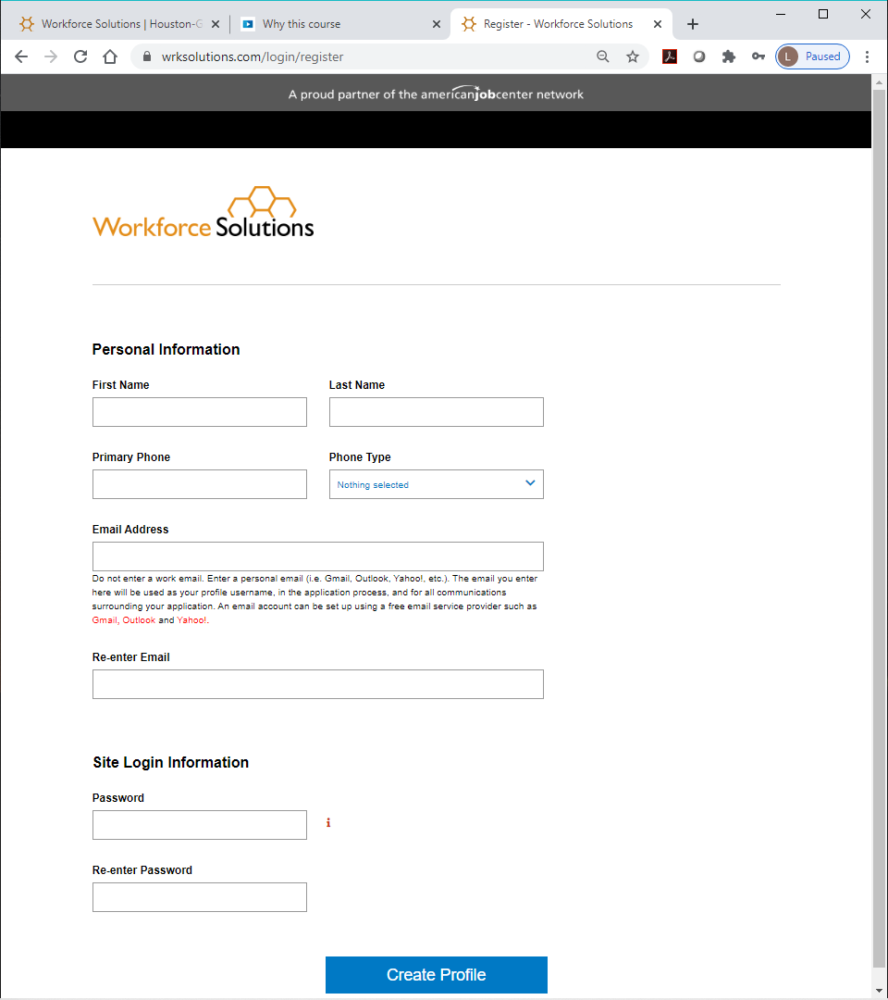 Workforce Solutions | Houston-G
Why this course
Register - Workforce Solutions
wrksolutions.com/login/register
L Paused
A proud partner of the americanjobcenter network
Workforce Solutions
Personal Information
First Name Last Name
Primary Phone Phone Type
Nothing selected
Email Address
Do not enter a work email. Enter a personal email (i.e. Gmail, Outlook, Yahoo!, etc.). The email you enter
here will be used as your profile username, in the application process, and for all communications
surrounding your application. An email account can be set up using a free email service provider such as
Gmail, Outlook and Yahoo!.
Re-enter Email
Site Login Information
Password
i
Re-enter Password
Create Profile